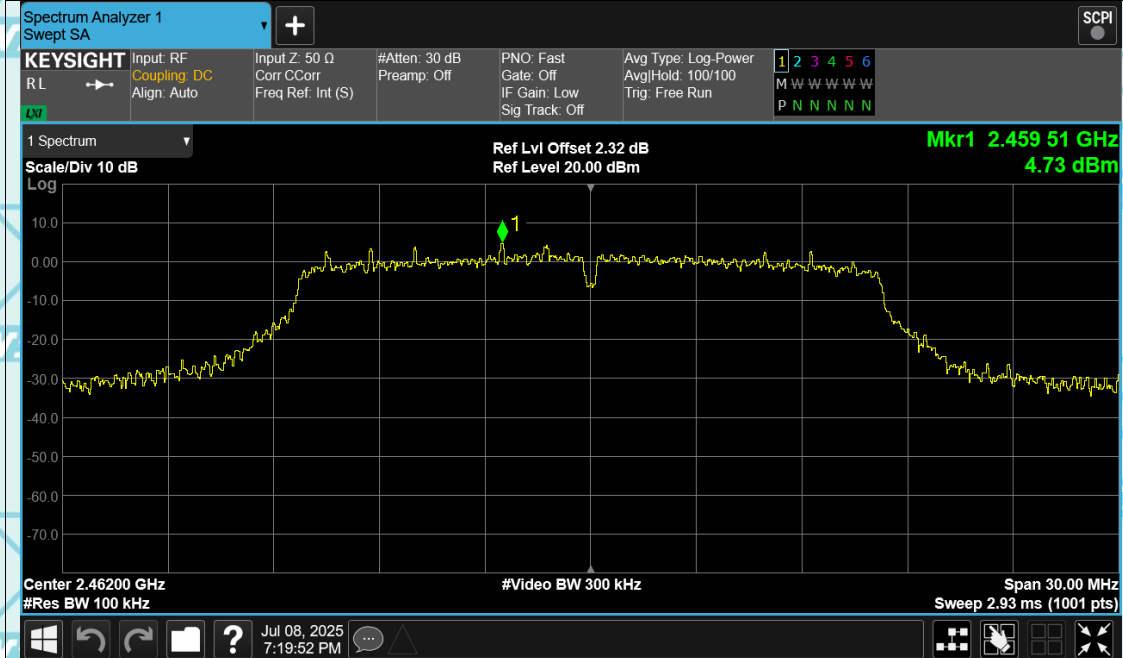 Spectrum Analyzer 1
Swept SA
+
SCPI
KEYSIGHT
R L
LXI
Input: RF
Coupling: DC
Align: Auto
Input Z: 50 Ω
Corr CCorr
Freq Ref: Int (S)
#Atten: 30 dB
Preamp: Off
PNO: Fast
Gate: Off
IF Gain: Low
Sig Track: Off
Avg Type: Log-Power
Avg|Hold: 100/100
Trig: Free Run
1 2 3 4 5 6
M W W W W W W
P N N N N N
1 Spectrum
Scale/Div 10 dB
Log
Ref Lvl Offset 2.32 dB
Ref Level 20.00 dBm
Mkr1 2.459 51 GHz
4.73 dBm
1
10.0
0.00
-10.0
-20.0
-30.0
-40.0
-50.0
-60.0
-70.0
Center 2.46200 GHz
#Res BW 100 kHz
#Video BW 300 kHz
Span 30.00 MHz
Sweep 2.93 ms (1001 pts)
?
Jul 08, 2025
7:19:52 PM